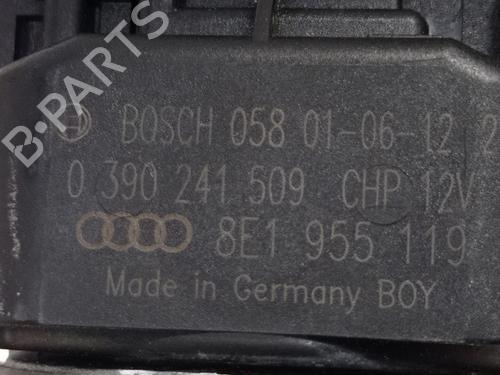 BOSCH 058 01-06-12 2
0 390 241 509 CHP 12V
8E1 955 119
Made in Germany BOY